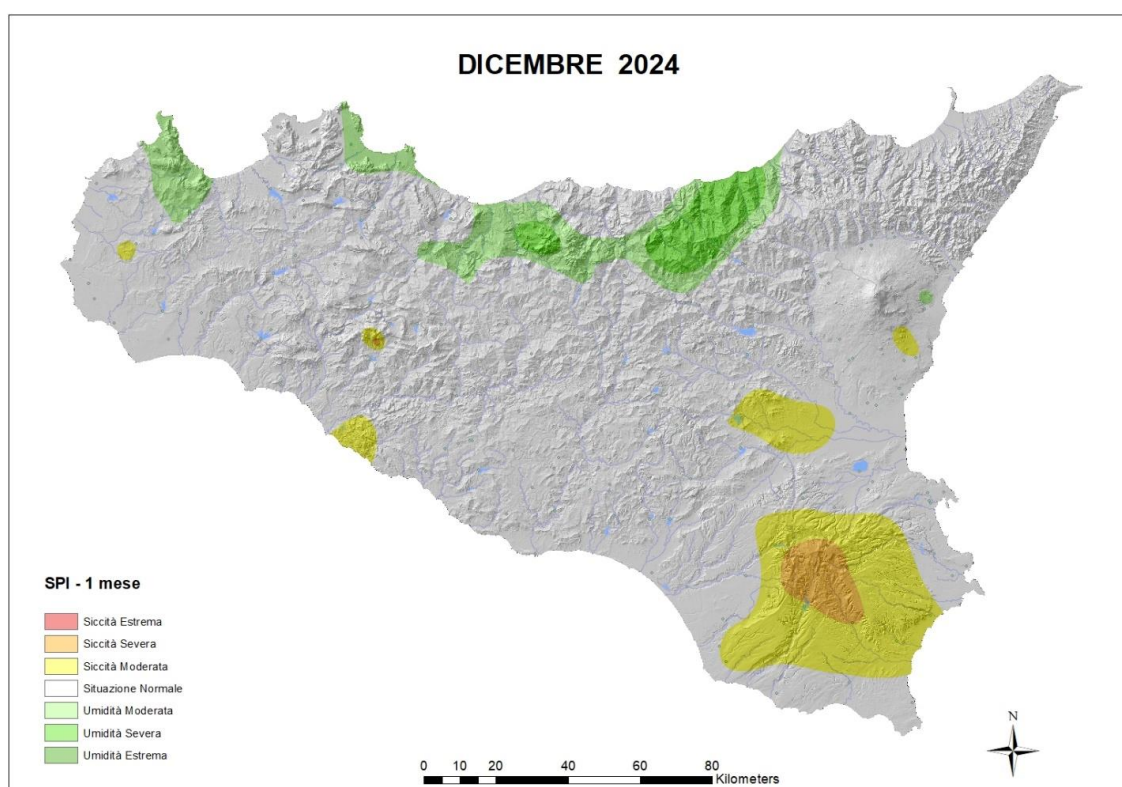 DICEMBRE 2024
SPI - 1 mese
Siccità Estrema
Siccità Severa
Siccità Moderata
Situazione Normale
Umidità Moderata
Umidità Severa
Umidità Estrema
N
0 10 20 40 60 80
Kilometers